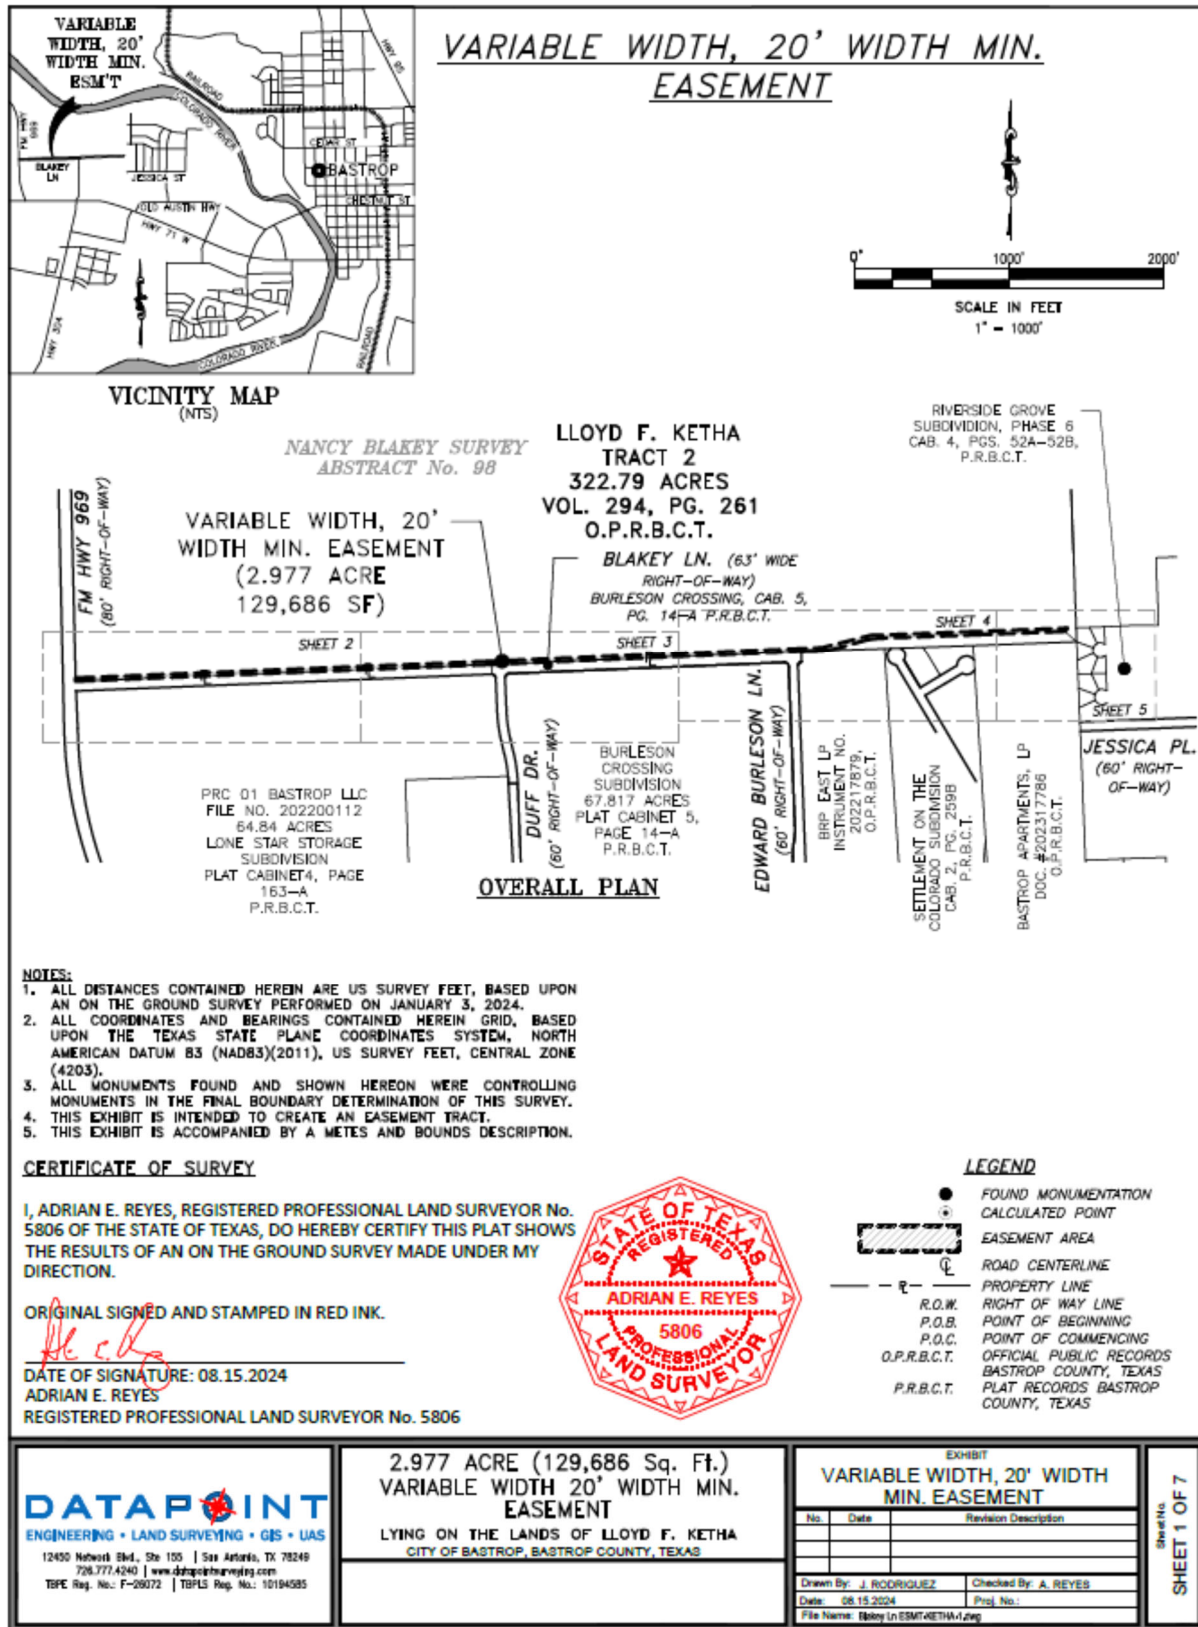 VARIABLE
WIDTH, 20'
WIDTH MIN.
ESM'T
RAILROAD
HWY 95
COLORADO RIVER
FM HWY
969
BLAKEY
LN
JESSICA ST
CEDAR ST
BASTROP
CHESTNUT ST
OLD AUSTIN HWY
HWY 71 W
HWY 304
COLORADO RIVER
RAILROAD
VICINITY MAP
(NTS)
VARIABLE WIDTH, 20' WIDTH MIN.
EASEMENT
0' 1000' 2000'
SCALE IN FEET
1" = 1000'
NANCY BLAKEY SURVEY
ABSTRACT No. 98
LLOYD F. KETHA
TRACT 2
322.79 ACRES
VOL. 294, PG. 261
O.P.R.B.C.T.
RIVERSIDE GROVE
SUBDIVIDION, PHASE 6
CAB. 4, PGS. 52A-52B,
P.R.B.C.T.
FM HWY 969
(80' RIGHT-OF-WAY)
VARIABLE WIDTH, 20'
WIDTH MIN. EASEMENT
(2.977 ACRE
129,686 SF)
BLAKEY LN. (63' WIDE
RIGHT-OF-WAY)
BURLESON CROSSING, CAB. 5,
PG. 14-A P.R.B.C.T.
SHEET 2
SHEET 3
SHEET 4
SHEET 5
DUFF DR.
(60' RIGHT-OF-WAY)
BURLESON
CROSSING
SUBDIVISION
67.817 ACRES
PLAT CABINET 5,
PAGE 14-A
P.R.B.C.T.
EDWARD BURLESON LN.
(60' RIGHT-OF-WAY)
BRP EAST LP
INSTRUMENT NO.
202217879,
O.P.R.B.C.T.
SETTLEMENT ON THE
COLORADO SUBDIVISION
CAB. 2, PG. 259B
P.R.B.C.T.
BASTROP APARTMENTS, LP
DOC. #202317786
O.P.R.B.C.T.
JESSICA PL.
(60' RIGHT-
OF-WAY)
PRC 01 BASTROP LLC
FILE NO. 202200112
64.84 ACRES
LONE STAR STORAGE
SUBDIVISION
PLAT CABINET4, PAGE
163-A
P.R.B.C.T.
OVERALL PLAN
NOTES:
1. ALL DISTANCES CONTAINED HEREIN ARE US SURVEY FEET, BASED UPON
AN ON THE GROUND SURVEY PERFORMED ON JANUARY 3, 2024.
2. ALL COORDINATES AND BEARINGS CONTAINED HEREIN GRID, BASED
UPON THE TEXAS STATE PLANE COORDINATES SYSTEM, NORTH
AMERICAN DATUM 83 (NAD83)(2011), US SURVEY FEET, CENTRAL ZONE
(4203).
3. ALL MONUMENTS FOUND AND SHOWN HEREON WERE CONTROLLING
MONUMENTS IN THE FINAL BOUNDARY DETERMINATION OF THIS SURVEY.
4. THIS EXHIBIT IS INTENDED TO CREATE AN EASEMENT TRACT.
5. THIS EXHIBIT IS ACCOMPANIED BY A METES AND BOUNDS DESCRIPTION.
CERTIFICATE OF SURVEY
I, ADRIAN E. REYES, REGISTERED PROFESSIONAL LAND SURVEYOR No.
5806 OF THE STATE OF TEXAS, DO HEREBY CERTIFY THIS PLAT SHOWS
THE RESULTS OF AN ON THE GROUND SURVEY MADE UNDER MY
DIRECTION.
ORIGINAL SIGNED AND STAMPED IN RED INK.
DATE OF SIGNATURE: 08.15.2024
ADRIAN E. REYES
REGISTERED PROFESSIONAL LAND SURVEYOR No. 5806
STATE OF TEXAS
REGISTERED
ADRIAN E. REYES
5806
PROFESSIONAL
LAND SURVEYOR
LEGEND
FOUND MONUMENTATION
CALCULATED POINT
EASEMENT AREA
ROAD CENTERLINE
PROPERTY LINE
R.O.W. RIGHT OF WAY LINE
P.O.B. POINT OF BEGINNING
P.O.C. POINT OF COMMENCING
O.P.R.B.C.T. OFFICIAL PUBLIC RECORDS
BASTROP COUNTY, TEXAS
P.R.B.C.T. PLAT RECORDS BASTROP
COUNTY, TEXAS
DATAPOINT
ENGINEERING • LAND SURVEYING • GIS • UAS
12450 Network Blvd., Ste 155 | San Antonio, TX 78249
726.777.4240 | www.datapointsurveying.com
TBPE Reg. No.: F-26072 | TBPLS Reg. No.: 10194585
2.977 ACRE (129,686 Sq. Ft.)
VARIABLE WIDTH 20' WIDTH MIN.
EASEMENT
LYING ON THE LANDS OF LLOYD F. KETHA
CITY OF BASTROP, BASTROP COUNTY, TEXAS
EXHIBIT
VARIABLE WIDTH, 20' WIDTH
MIN. EASEMENT
No. Date Revision Description
Drawn By: J. RODRIGUEZ Checked By: A. REYES
Date: 08.15.2024 Proj. No.:
File Name: Blakey Ln ESMT-KETHA-1.dwg
Sheet No.
SHEET 1 OF 7